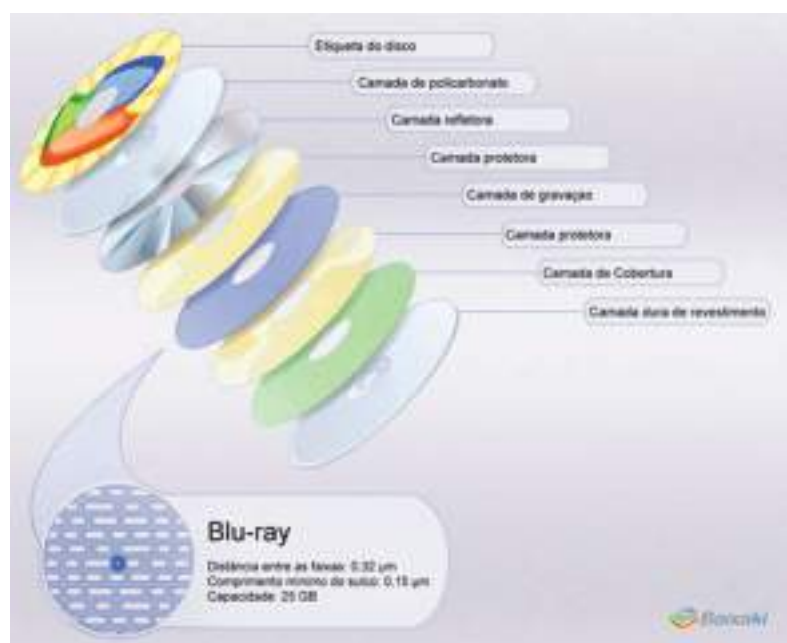 Etiqueta do disco
Camada de policarbonato
Camada refletora
Camada protetora
Camada de gravaçao
Camada protetora
Camada de Cobertura
Camada dura de revestimento
Blu-ray
Distância entre as faixas: 0.32 µm
Comprimento mínimo do sulco: 0.15 µm
Capacidade: 25 GB
Baixaki